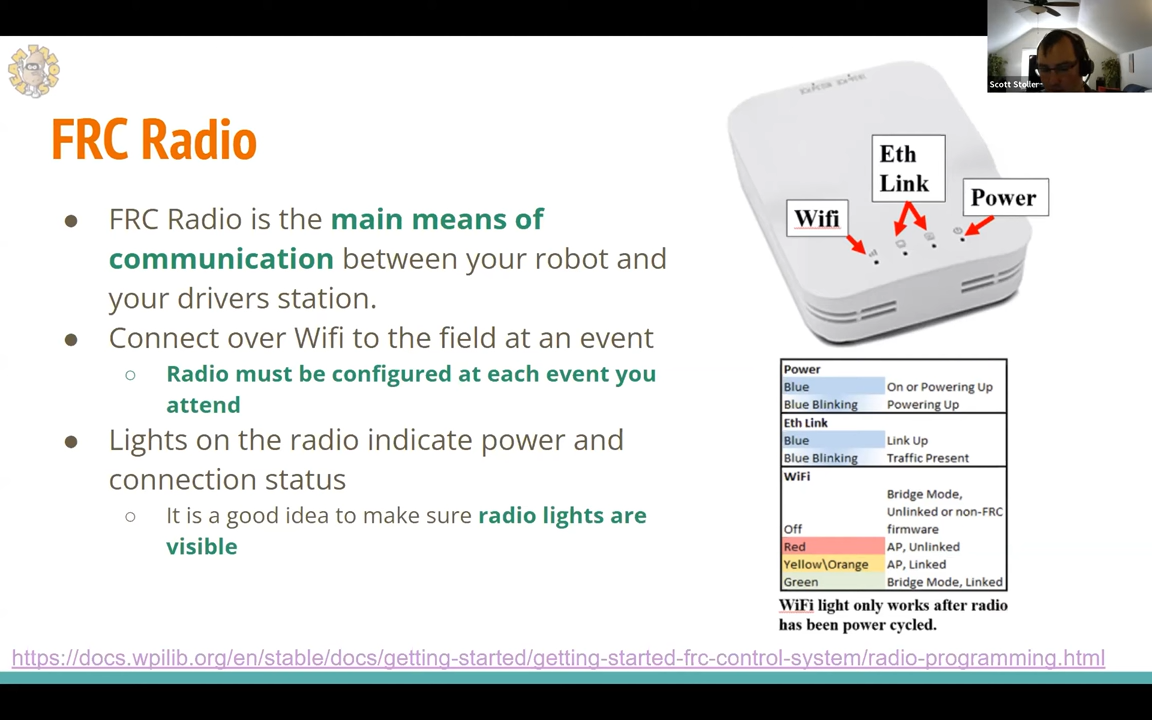 Scott Stoller
FRC Radio
● FRC Radio is the main means of
communication between your robot and
your drivers station.
● Connect over Wifi to the field at an event
○ Radio must be configured at each event you
attend
● Lights on the radio indicate power and
connection status
○ It is a good idea to make sure radio lights are
visible
Eth
Link
Power
Wifi
Power
Blue On or Powering Up
Blue Blinking Powering Up
Eth Link
Blue Link Up
Blue Blinking Traffic Present
WiFi
Bridge Mode,
Unlinked or non-FRC
Off firmware
Red AP, Unlinked
Yellow\Orange AP, Linked
Green Bridge Mode, Linked
WiFi light only works after radio
has been power cycled.
https://docs.wpilib.org/en/stable/docs/getting-started/getting-started-frc-control-system/radio-programming.html